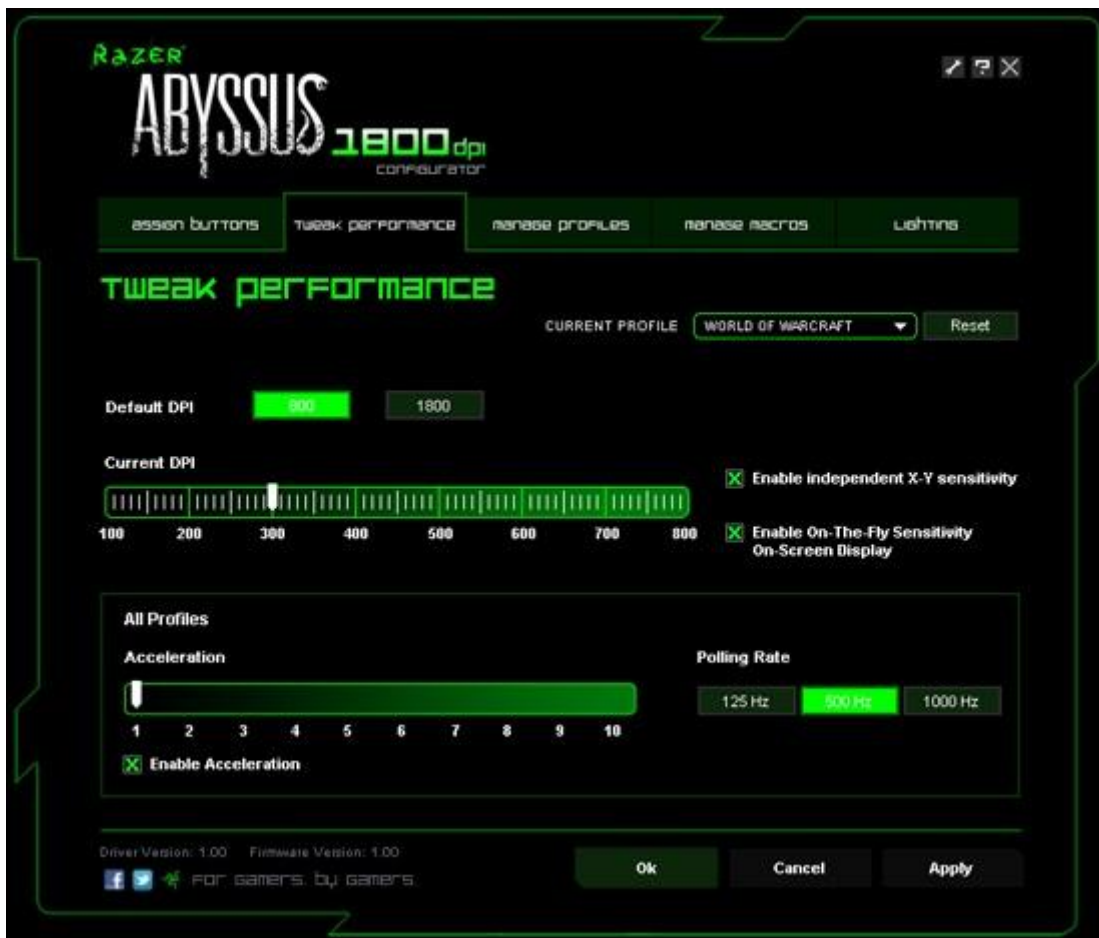 RAZER
ABYSSUS
1800dpi
CONFIGURATOR
ASSIGN BUTTONS TWEAK PERFORMANCE MANAGE PROFILES MANAGE MACROS LIGHTING
TWEAK PERFORMANCE
CURRENT PROFILE WORLD OF WARCRAFT Reset
Default DPI 800 1800
Current DPI
Enable independent X-Y sensitivity
100 200 300 400 500 600 700 800
Enable On-The-Fly Sensitivity
On-Screen Display
All Profiles
Acceleration Polling Rate
125 Hz 500 Hz 1000 Hz
1 2 3 4 5 6 7 8 9 10
Enable Acceleration
Driver Version: 1.00 Firmware Version: 1.00
FOR GAMERS. BY GAMERS.
Ok Cancel Apply